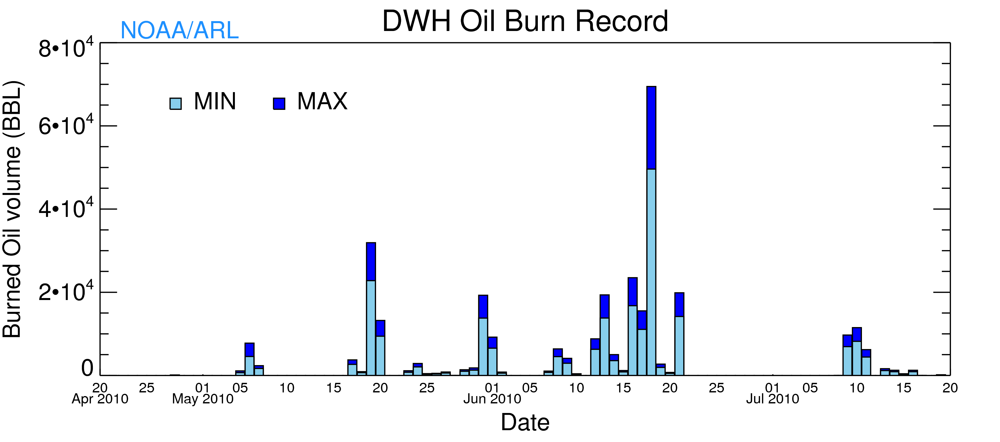 DWH Oil Burn Record
NOAA/ARL
8•10⁴
6•10⁴
4•10⁴
2•10⁴
0
Burned Oil volume (BBL)
MIN MAX
20 25 01 05 10 15 20 25 01 05 10 15 20 25 01 05 10 15 20
Apr 2010 May 2010 Jun 2010 Jul 2010
Date